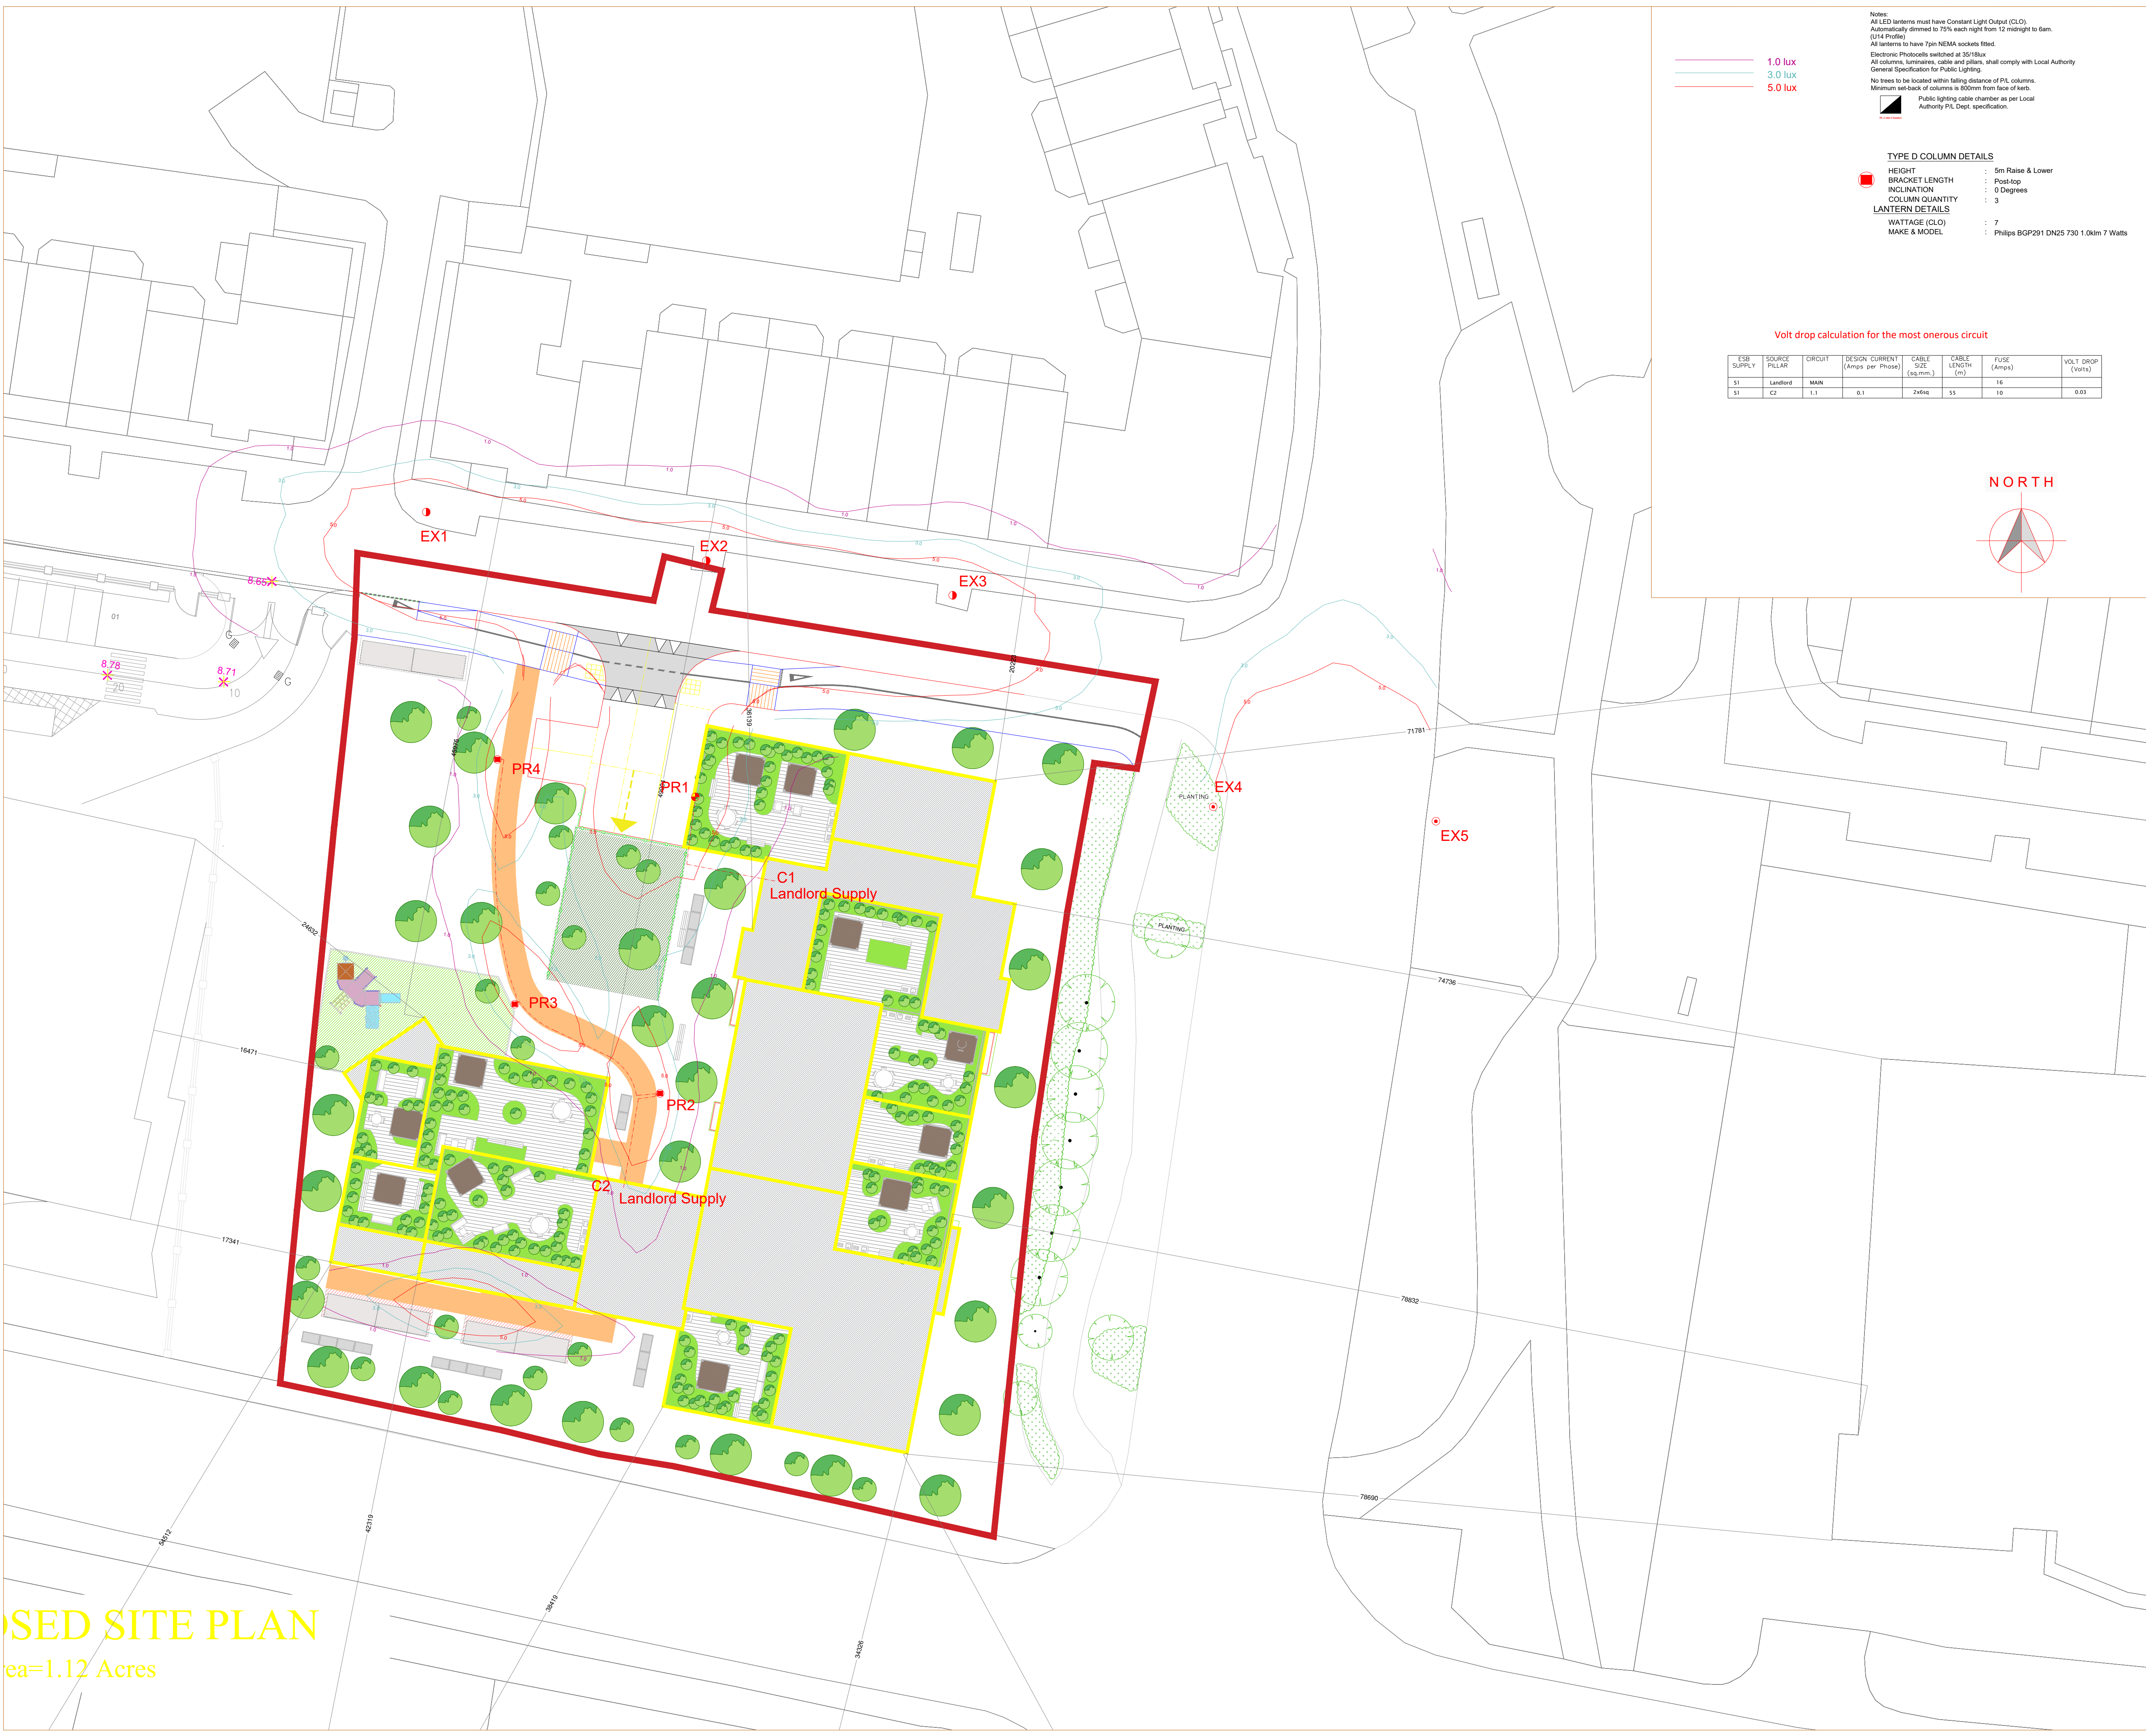 Notes:
All LED lanterns must have Constant Light Output (CLO).
Automatically dimmed to 75% each night from 12 midnight to 6am.
(U14 Profile)
All lanterns to have 7pin NEMA sockets fitted.
Electronic Photocells switched at 35/18lux
All columns, luminaires, cable and pillars, shall comply with Local Authority
General Specification for Public Lighting.
No trees to be located within falling distance of P/L columns.
Minimum set-back of columns is 800mm from face of kerb.
Public lighting cable chamber as per Local
Authority P/L Dept. specification.
1.0 lux
3.0 lux
5.0 lux
TYPE D COLUMN DETAILS
HEIGHT : 5m Raise & Lower
BRACKET LENGTH : Post-top
INCLINATION : 0 Degrees
COLUMN QUANTITY : 3
LANTERN DETAILS
WATTAGE (CLO) : 7
MAKE & MODEL : Philips BGP291 DN25 730 1.0klm 7 Watts
Volt drop calculation for the most onerous circuit
ESB SUPPLY SOURCE PILLAR CIRCUIT DESIGN CURRENT (Amps per Phase) CABLE SIZE (sq.mm.) CABLE LENGTH (m) FUSE (Amps) VOLT DROP (Volts)
S1 Landlord MAIN 16
S1 C2 1.1 0.1 2x6sq 55 10 0.03
NORTH
EX1
EX2
EX3
8.65
01
G
8.78
8.71
20
10
G
20223
36139
71781
PR4
PR1
EX4
PLANTING
EX5
C1
Landlord Supply
24632
PLANTING
74736
PR3
16471
PR2
C2
Landlord Supply
17341
78832
78690
42319
54512
38419
34326
OSED SITE PLAN
rea=1.12 Acres